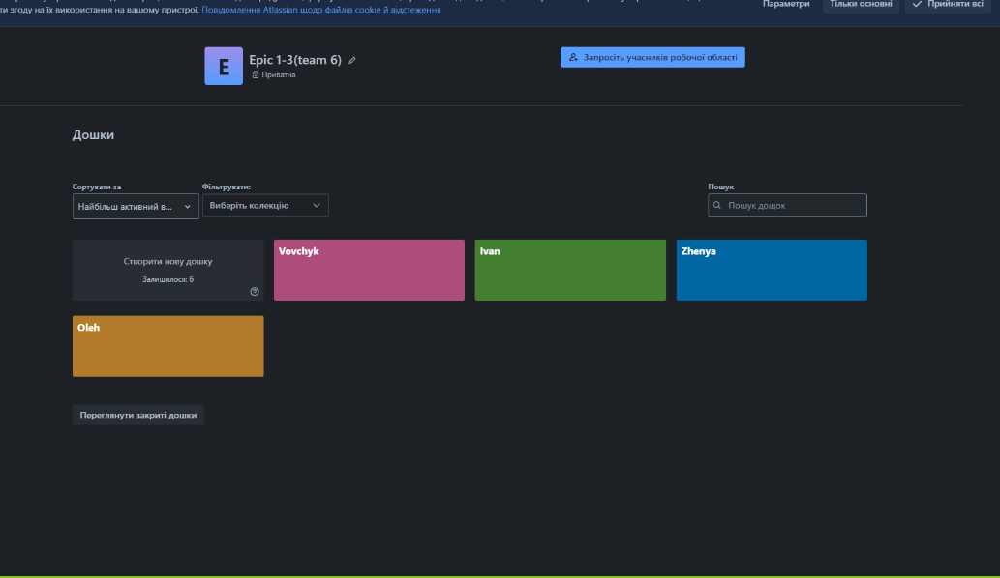 ти згоду на їх використання на вашому пристрої. Повідомлення Atlassian щодо файлів cookie й відстеження
Параметри
Тільки основні
Прийняти всі
E
Epic 1-3(team 6)
Приватна
Запросіть учасників робочої області
Дошки
Сортувати за
Фільтрувати:
Пошук
Найбільш активний в...
Виберіть колекцію
Пошук дощок
Створити нову дошку
Залишилося: 6
Vovchyk
Ivan
Zhenya
Oleh
Переглянути закриті дошки